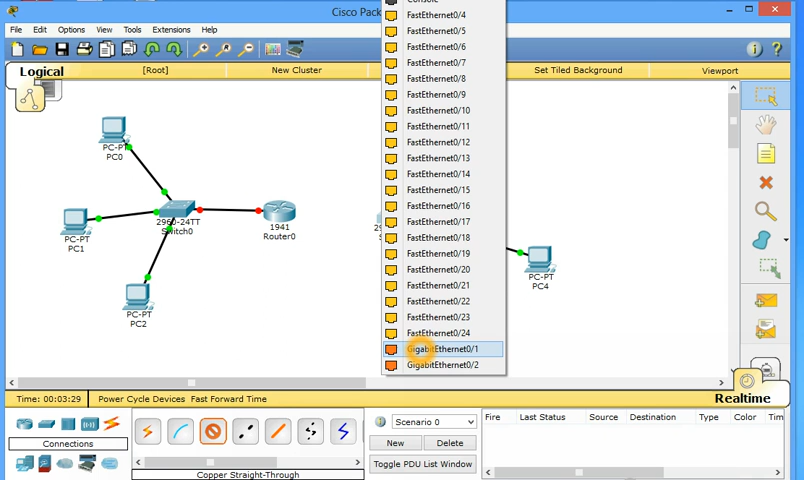 Cisco Pack
File Edit Options View Tools Extensions Help
Logical [Root] New Cluster Set Tiled Background Viewport
Console
FastEthernet0/4
FastEthernet0/5
FastEthernet0/6
FastEthernet0/7
FastEthernet0/8
FastEthernet0/9
FastEthernet0/10
FastEthernet0/11
FastEthernet0/12
FastEthernet0/13
FastEthernet0/14
FastEthernet0/15
FastEthernet0/16
FastEthernet0/17
FastEthernet0/18
FastEthernet0/19
FastEthernet0/20
FastEthernet0/21
FastEthernet0/22
FastEthernet0/23
FastEthernet0/24
GigabitEthernet0/1
GigabitEthernet0/2
PC-PT
PC0
PC-PT
PC1
2960-24TT
Switch0
1941
Router0
PC-PT
PC2
PC-PT
PC4
Time: 00:03:29 Power Cycle Devices Fast Forward Time Realtime
Connections
Copper Straight-Through
Scenario 0
New Delete
Toggle PDU List Window
Fire Last Status Source Destination Type Color Time